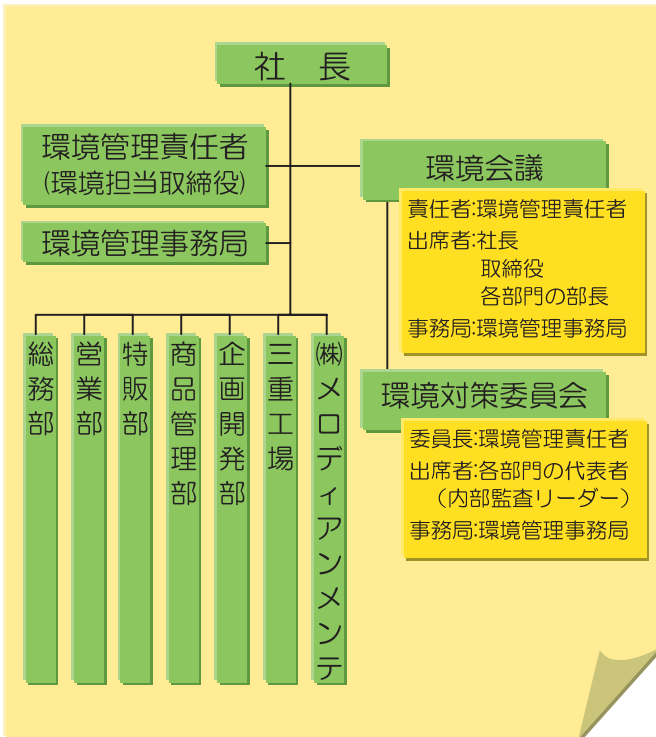 社 長
環境管理責任者
(環境担当取締役)
環境管理事務局
環境会議
責任者:環境管理責任者
出席者:社長
取締役
各部門の部長
事務局:環境管理事務局
環境対策委員会
委員長:環境管理責任者
出席者:各部門の代表者
(内部監査リーダー)
事務局:環境管理事務局
総務部
営業部
特販部
商品管理部
企画開発部
三重工場
㈱メロディアンメンテ